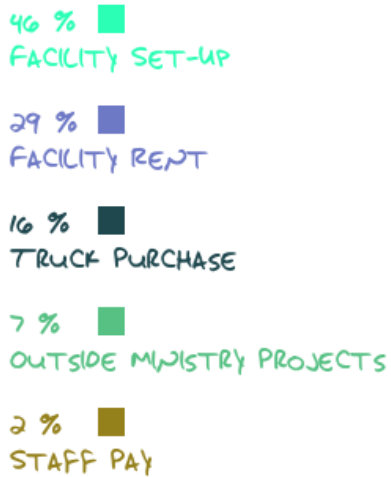 46 %
FACILITY SET-UP
29 %
FACILITY RENT
16 %
TRUCK PURCHASE
7 %
OUTSIDE MINISTRY PROJECTS
2 %
STAFF PAY